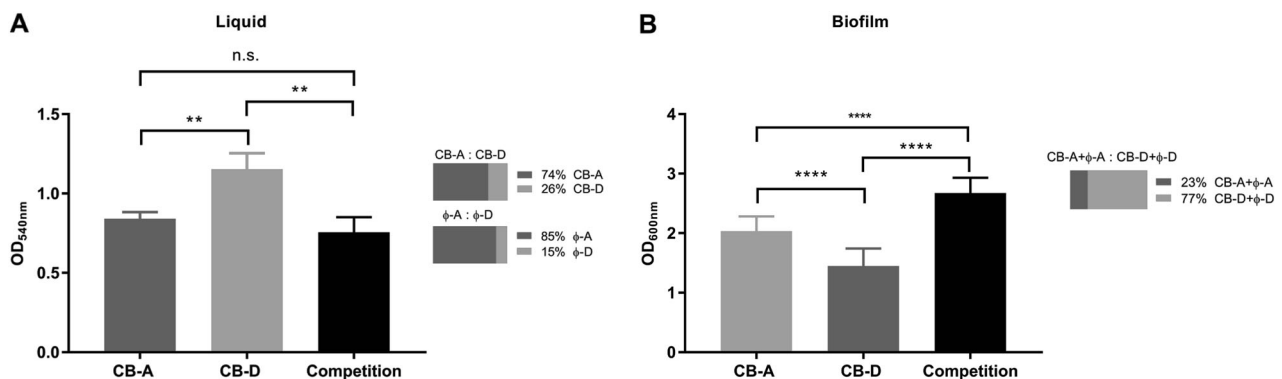 A
Liquid
n.s.
**
**
OD540nm
1.5
1.0
0.5
0.0
CB-A
CB-D
Competition
CB-A : CB-D
74% CB-A
26% CB-D
ϕ-A : ϕ-D
85% ϕ-A
15% ϕ-D
B
Biofilm
****
****
****
OD600nm
4
3
2
1
0
CB-A
CB-D
Competition
CB-A+ϕ-A : CB-D+ϕ-D
23% CB-A+ϕ-A
77% CB-D+ϕ-D